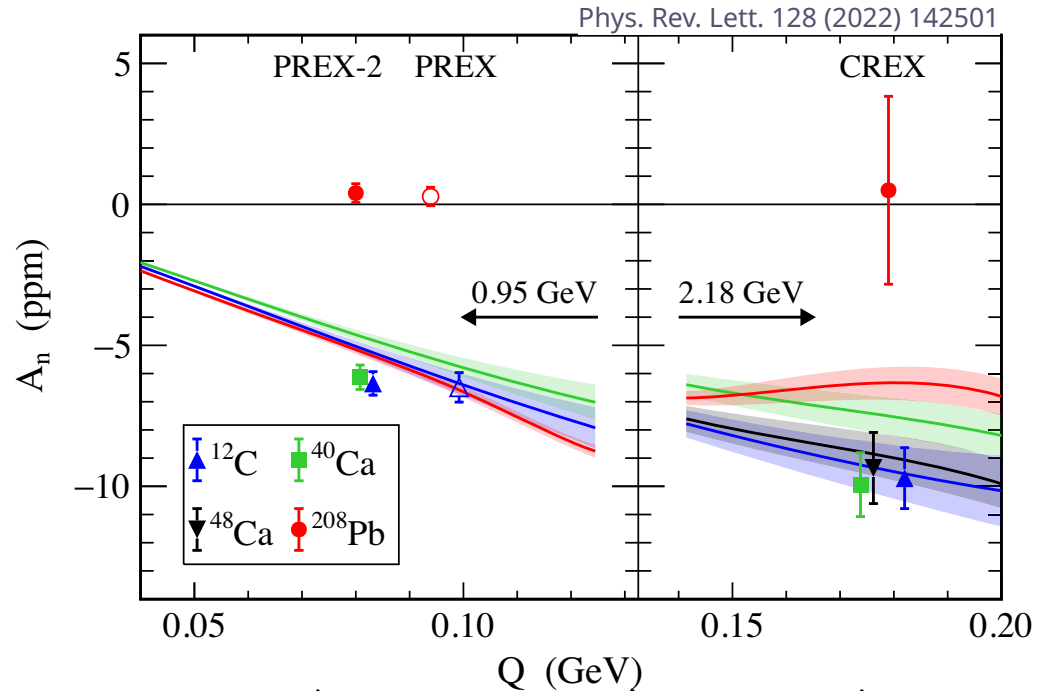 Phys. Rev. Lett. 128 (2022) 142501
PREX-2 PREX CREX
5
0
−5
−10
A_n (ppm)
0.95 GeV 2.18 GeV
¹²C ⁴⁰Ca
⁴⁸Ca ²⁰⁸Pb
0.05 0.10 0.15 0.20
Q (GeV)